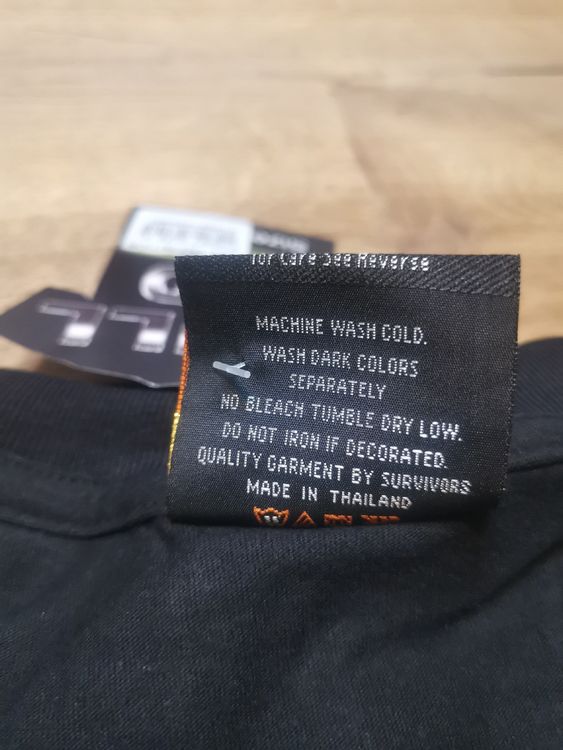 for Care See Reverse
MACHINE WASH COLD.
WASH DARK COLORS
SEPARATELY
NO BLEACH TUMBLE DRY LOW.
DO NOT IRON IF DECORATED.
QUALITY GARMENT BY SURVIVORS
MADE IN THAILAND